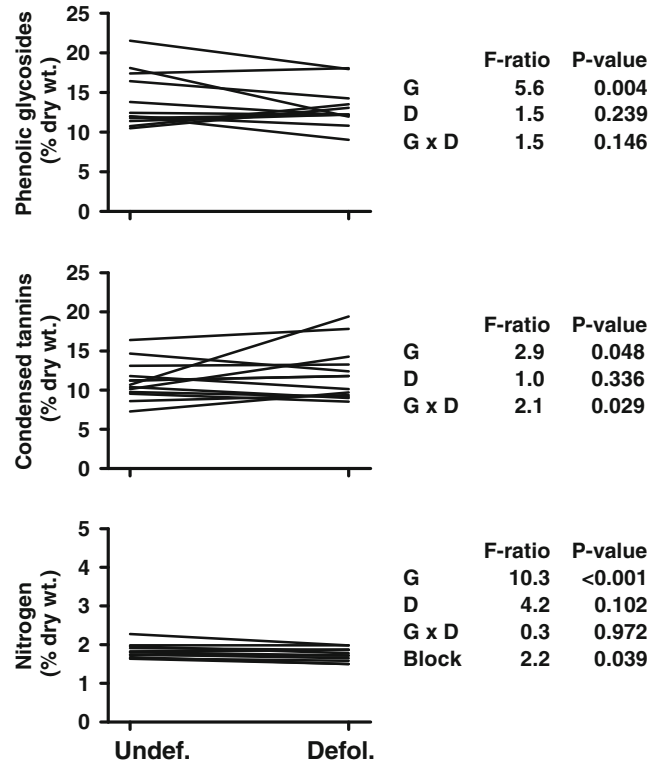 Phenolic glycosides
(% dry wt.)
25
20
15
10
5
0
F-ratio P-value
G 5.6 0.004
D 1.5 0.239
G x D 1.5 0.146
Condensed tannins
(% dry wt.)
25
20
15
10
5
0
F-ratio P-value
G 2.9 0.048
D 1.0 0.336
G x D 2.1 0.029
Nitrogen
(% dry wt.)
5
4
3
2
1
0
F-ratio P-value
G 10.3 <0.001
D 4.2 0.102
G x D 0.3 0.972
Block 2.2 0.039
Undef. Defol.